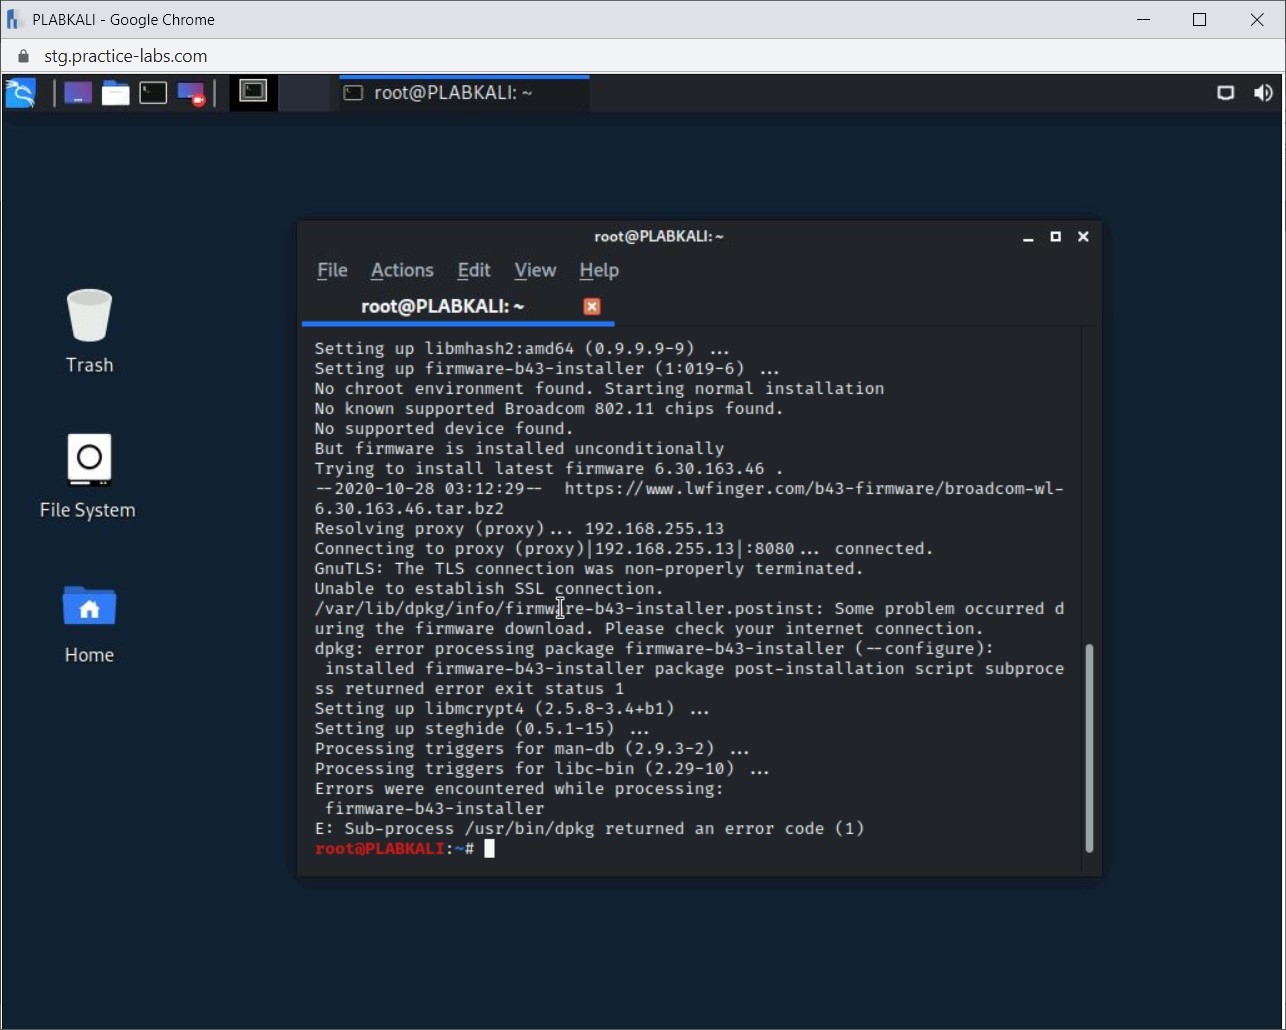 PLABKALI - Google Chrome
stg.practice-labs.com
root@PLABKALI: ~
root@PLABKALI: ~
File Actions Edit View Help
root@PLABKALI: ~
Trash
File System
Home
Setting up libmhash2:amd64 (0.9.9.9-9) ...
Setting up firmware-b43-installer (1:019-6) ...
No chroot environment found. Starting normal installation
No known supported Broadcom 802.11 chips found.
No supported device found.
But firmware is installed unconditionally
Trying to install latest firmware 6.30.163.46 .
--2020-10-28 03:12:29--  https://www.lwfinger.com/b43-firmware/broadcom-wl-
6.30.163.46.tar.bz2
Resolving proxy (proxy)... 192.168.255.13
Connecting to proxy (proxy)|192.168.255.13|:8080... connected.
GnuTLS: The TLS connection was non-properly terminated.
Unable to establish SSL connection.
/var/lib/dpkg/info/firmware-b43-installer.postinst: Some problem occurred d
uring the firmware download. Please check your internet connection.
dpkg: error processing package firmware-b43-installer (--configure):
 installed firmware-b43-installer package post-installation script subproce
ss returned error exit status 1
Setting up libmcrypt4 (2.5.8-3.4+b1) ...
Setting up steghide (0.5.1-15) ...
Processing triggers for man-db (2.9.3-2) ...
Processing triggers for libc-bin (2.29-10) ...
Errors were encountered while processing:
 firmware-b43-installer
E: Sub-process /usr/bin/dpkg returned an error code (1)
root@PLABKALI:~#